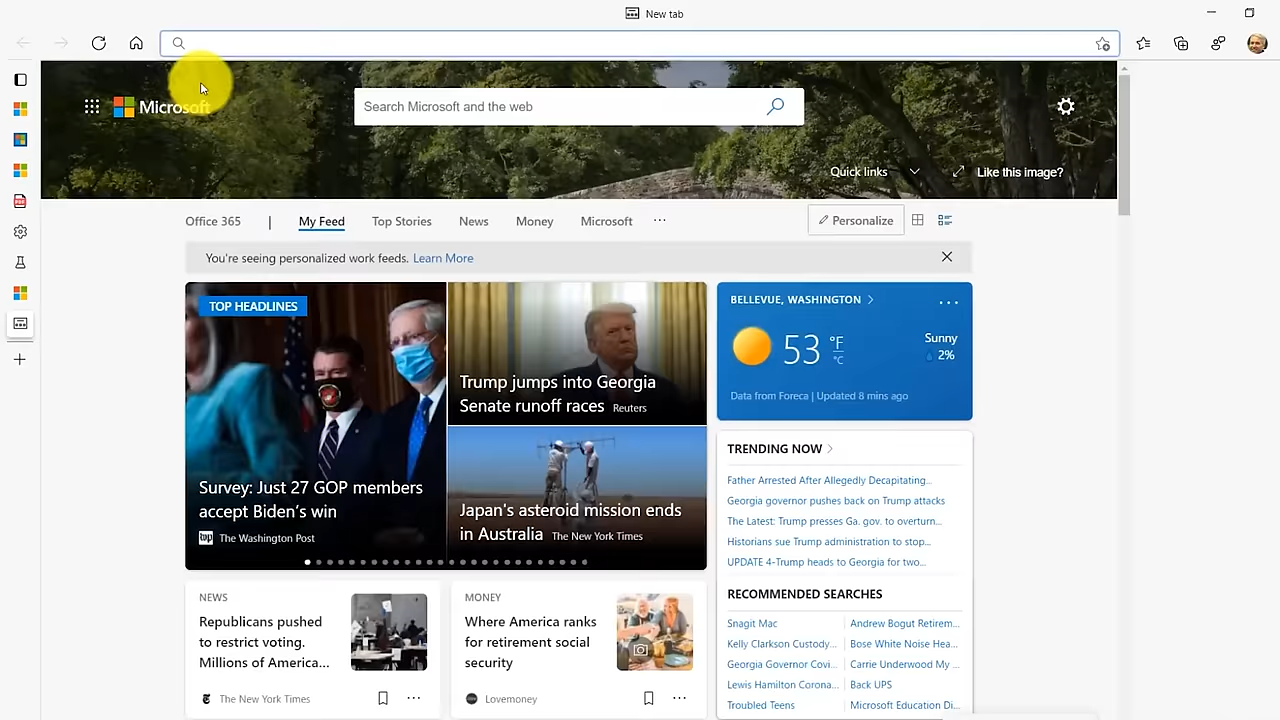 New tab
Microsoft
Search Microsoft and the web
Quick links
Like this image?
Office 365 | My Feed Top Stories News Money Microsoft ...
Personalize
You're seeing personalized work feeds. Learn More
TOP HEADLINES
Survey: Just 27 GOP members
accept Biden's win
The Washington Post
Trump jumps into Georgia
Senate runoff races Reuters
Japan's asteroid mission ends
in Australia The New York Times
BELLEVUE, WASHINGTON
53 °F
°C
Sunny
2%
Data from Foreca | Updated 8 mins ago
TRENDING NOW
Father Arrested After Allegedly Decapitating...
Georgia governor pushes back on Trump attacks
The Latest: Trump presses Ga. gov. to overturn...
Historians sue Trump administration to stop...
UPDATE 4-Trump heads to Georgia for two...
RECOMMENDED SEARCHES
Snagit Mac
Andrew Bogut Retirem...
Kelly Clarkson Custody...
Bose White Noise Hea...
Georgia Governor Covi...
Carrie Underwood My ...
Lewis Hamilton Corona...
Back UPS
Troubled Teens
Microsoft Education Di...
NEWS
Republicans pushed
to restrict voting.
Millions of America...
The New York Times
MONEY
Where America ranks
for retirement social
security
Lovemoney